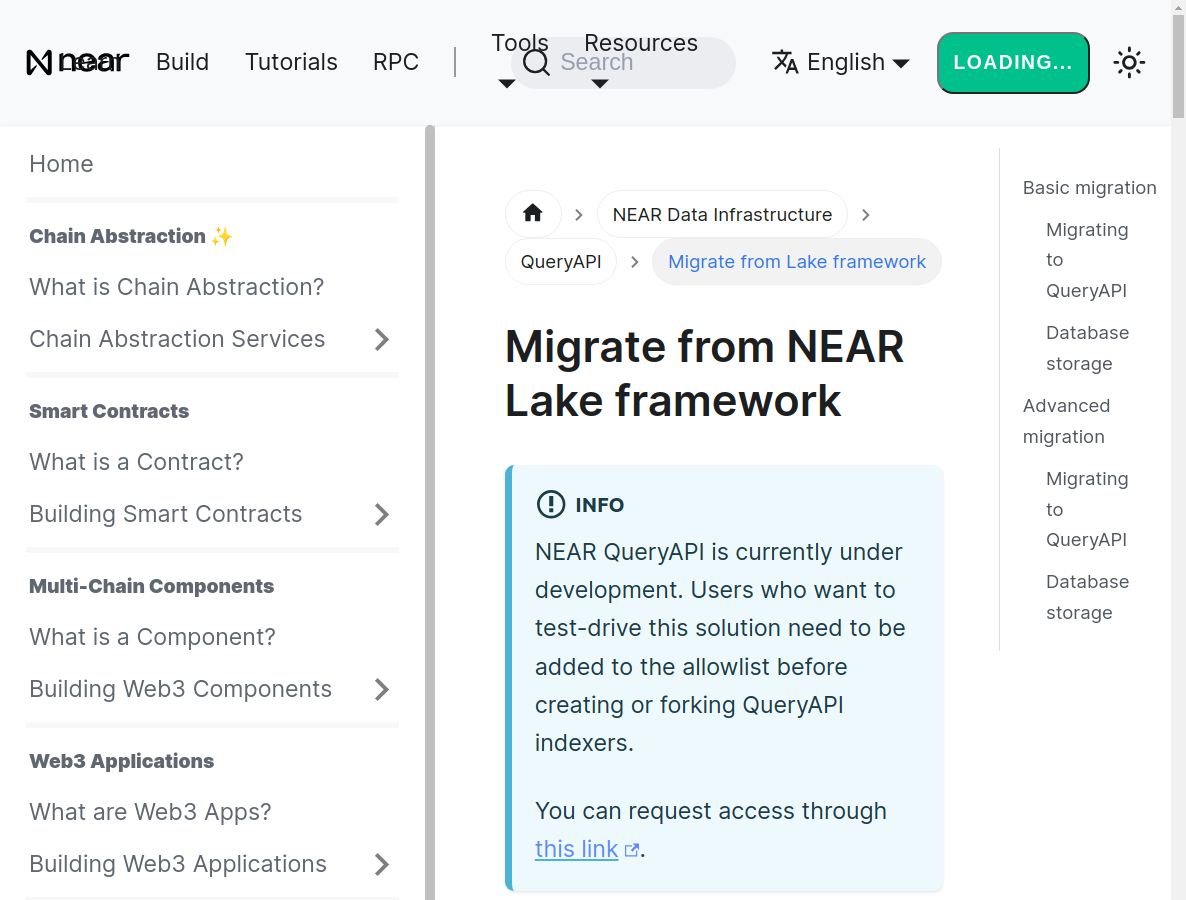 near
Learn
Build
Tutorials
RPC
Tools
Resources
Search
English
LOADING...
Home
Chain Abstraction ✨
What is Chain Abstraction?
Chain Abstraction Services
Smart Contracts
What is a Contract?
Building Smart Contracts
Multi-Chain Components
What is a Component?
Building Web3 Components
Web3 Applications
What are Web3 Apps?
Building Web3 Applications
NEAR Data Infrastructure
QueryAPI
Migrate from Lake framework
Migrate from NEAR
Lake framework
INFO
NEAR QueryAPI is currently under
development. Users who want to
test-drive this solution need to be
added to the allowlist before
creating or forking QueryAPI
indexers.
You can request access through
this link.
Basic migration
Migrating
to
QueryAPI
Database
storage
Advanced
migration
Migrating
to
QueryAPI
Database
storage